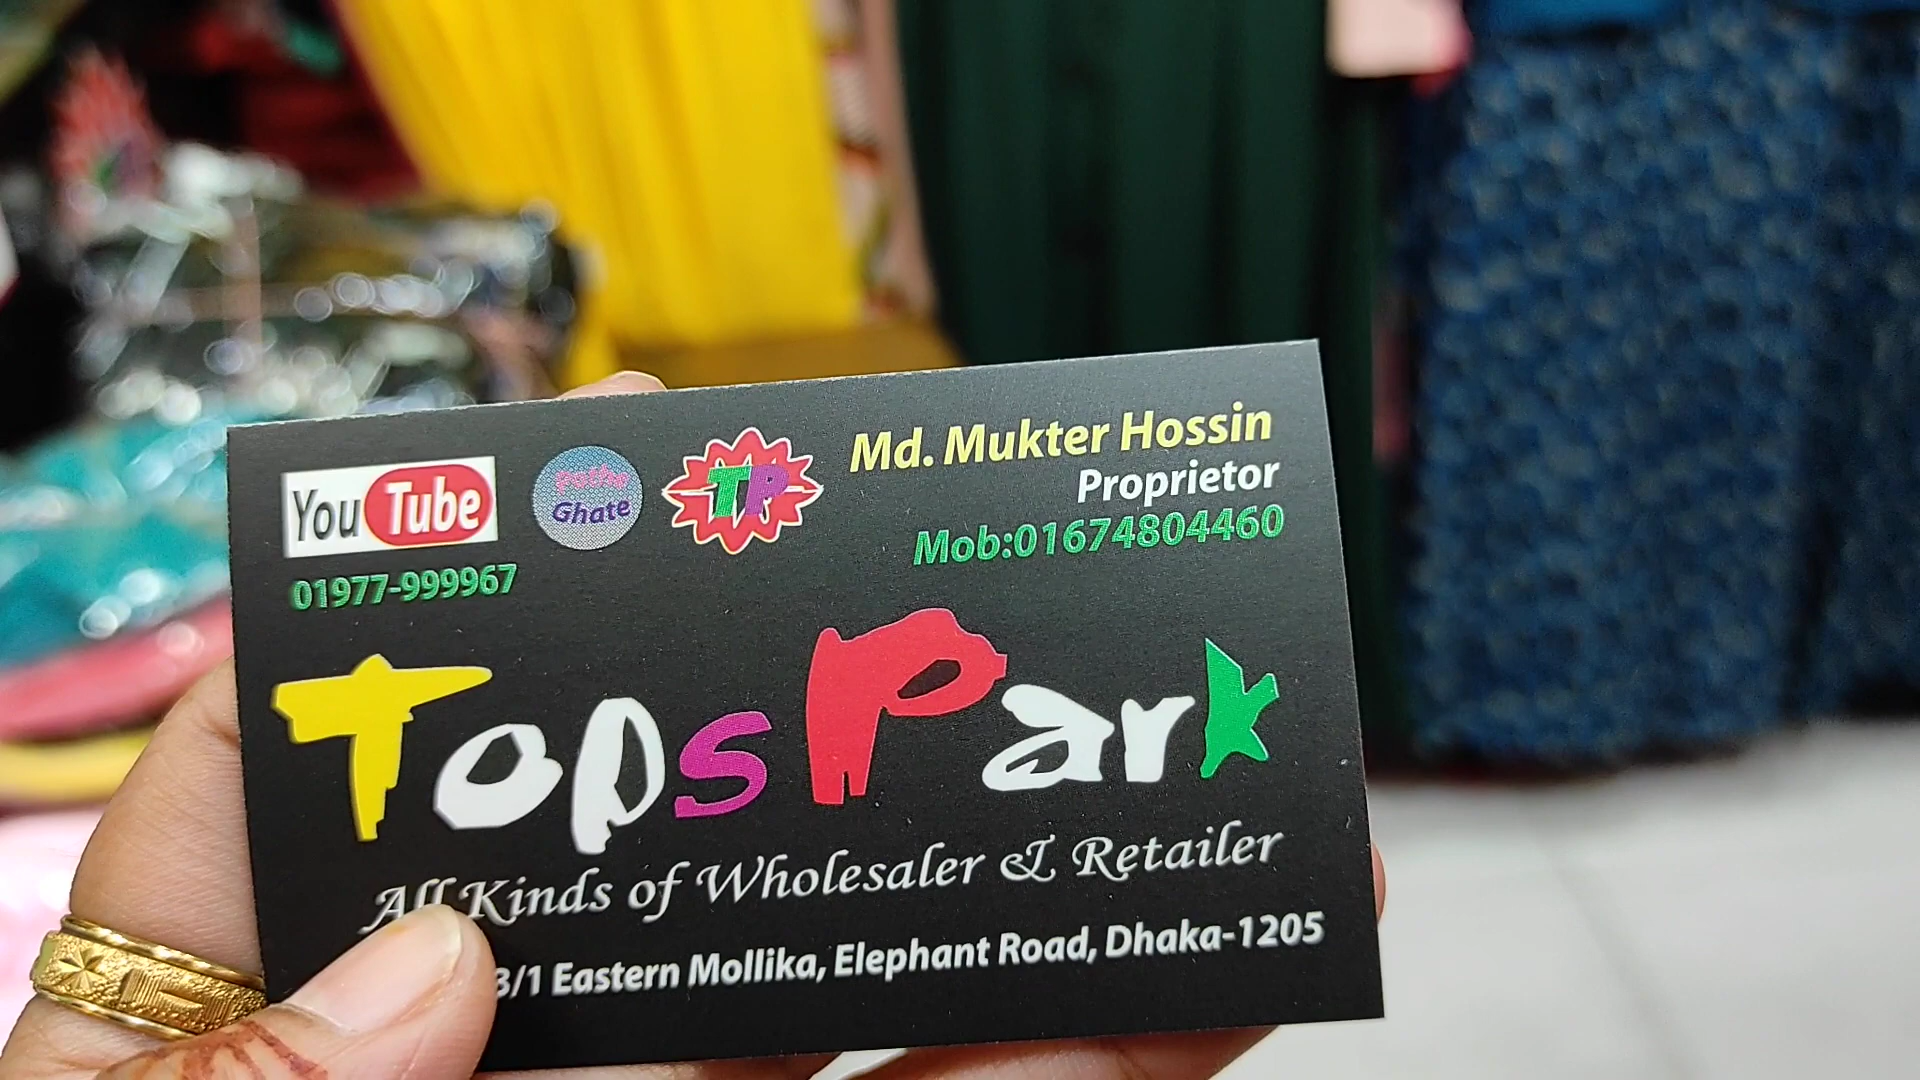 YouTube
Pathe
Ghate
TP
Md. Mukter Hossin
Proprietor
Mob:01674804460
01977-999967
Tops Park
All Kinds of Wholesaler & Retailer
3/1 Eastern Mollika, Elephant Road, Dhaka-1205